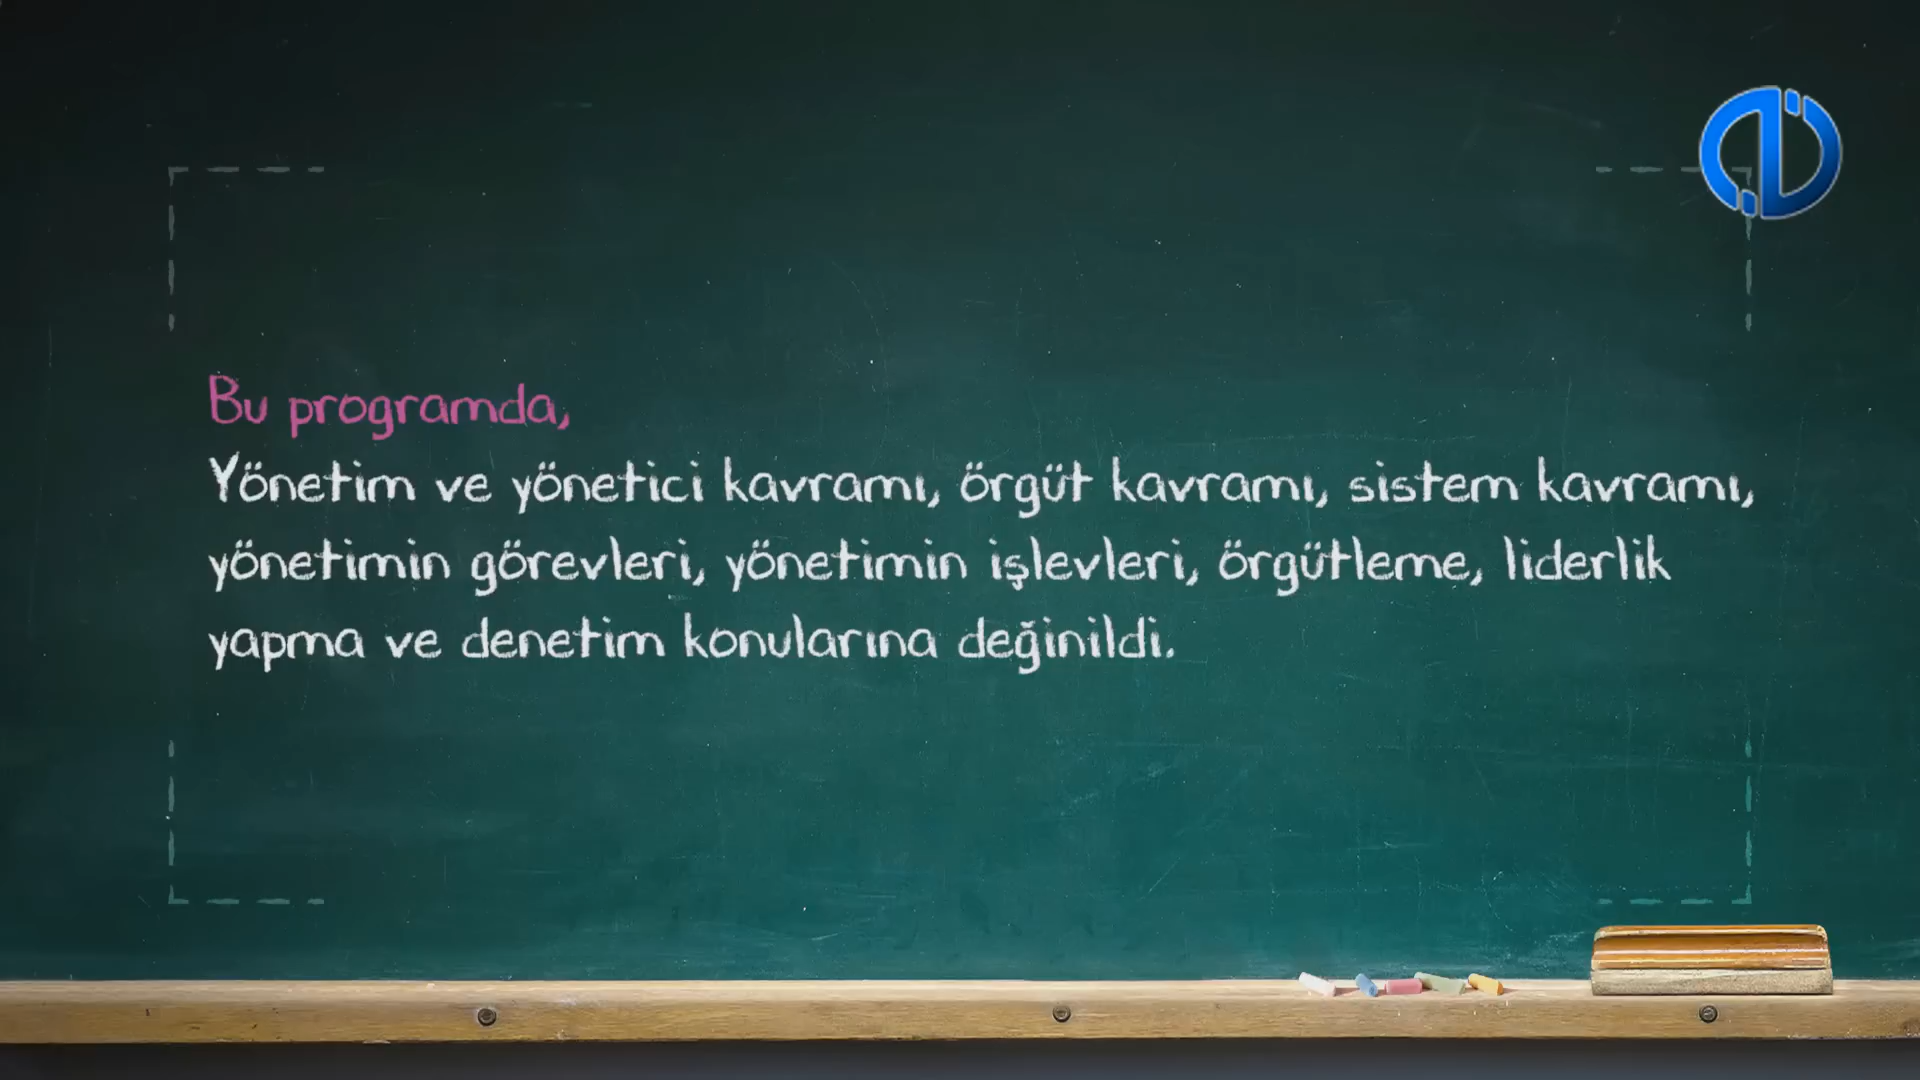 Bu programda,
Yönetim ve yönetici kavramı, örgüt kavramı, sistem kavramı,
yönetimin görevleri, yönetimin işlevleri, örgütleme, liderlik
yapma ve denetim konularına değinildi.